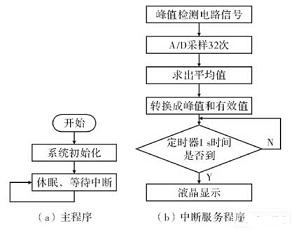 峰值检测电路信号
A/D采样32次
求出平均值
转换成峰值和有效值
定时器1 s时间
是否到
N
Y
液晶显示
开始
系统初始化
休眠、等待中断
(a) 主程序
(b) 中断服务程序